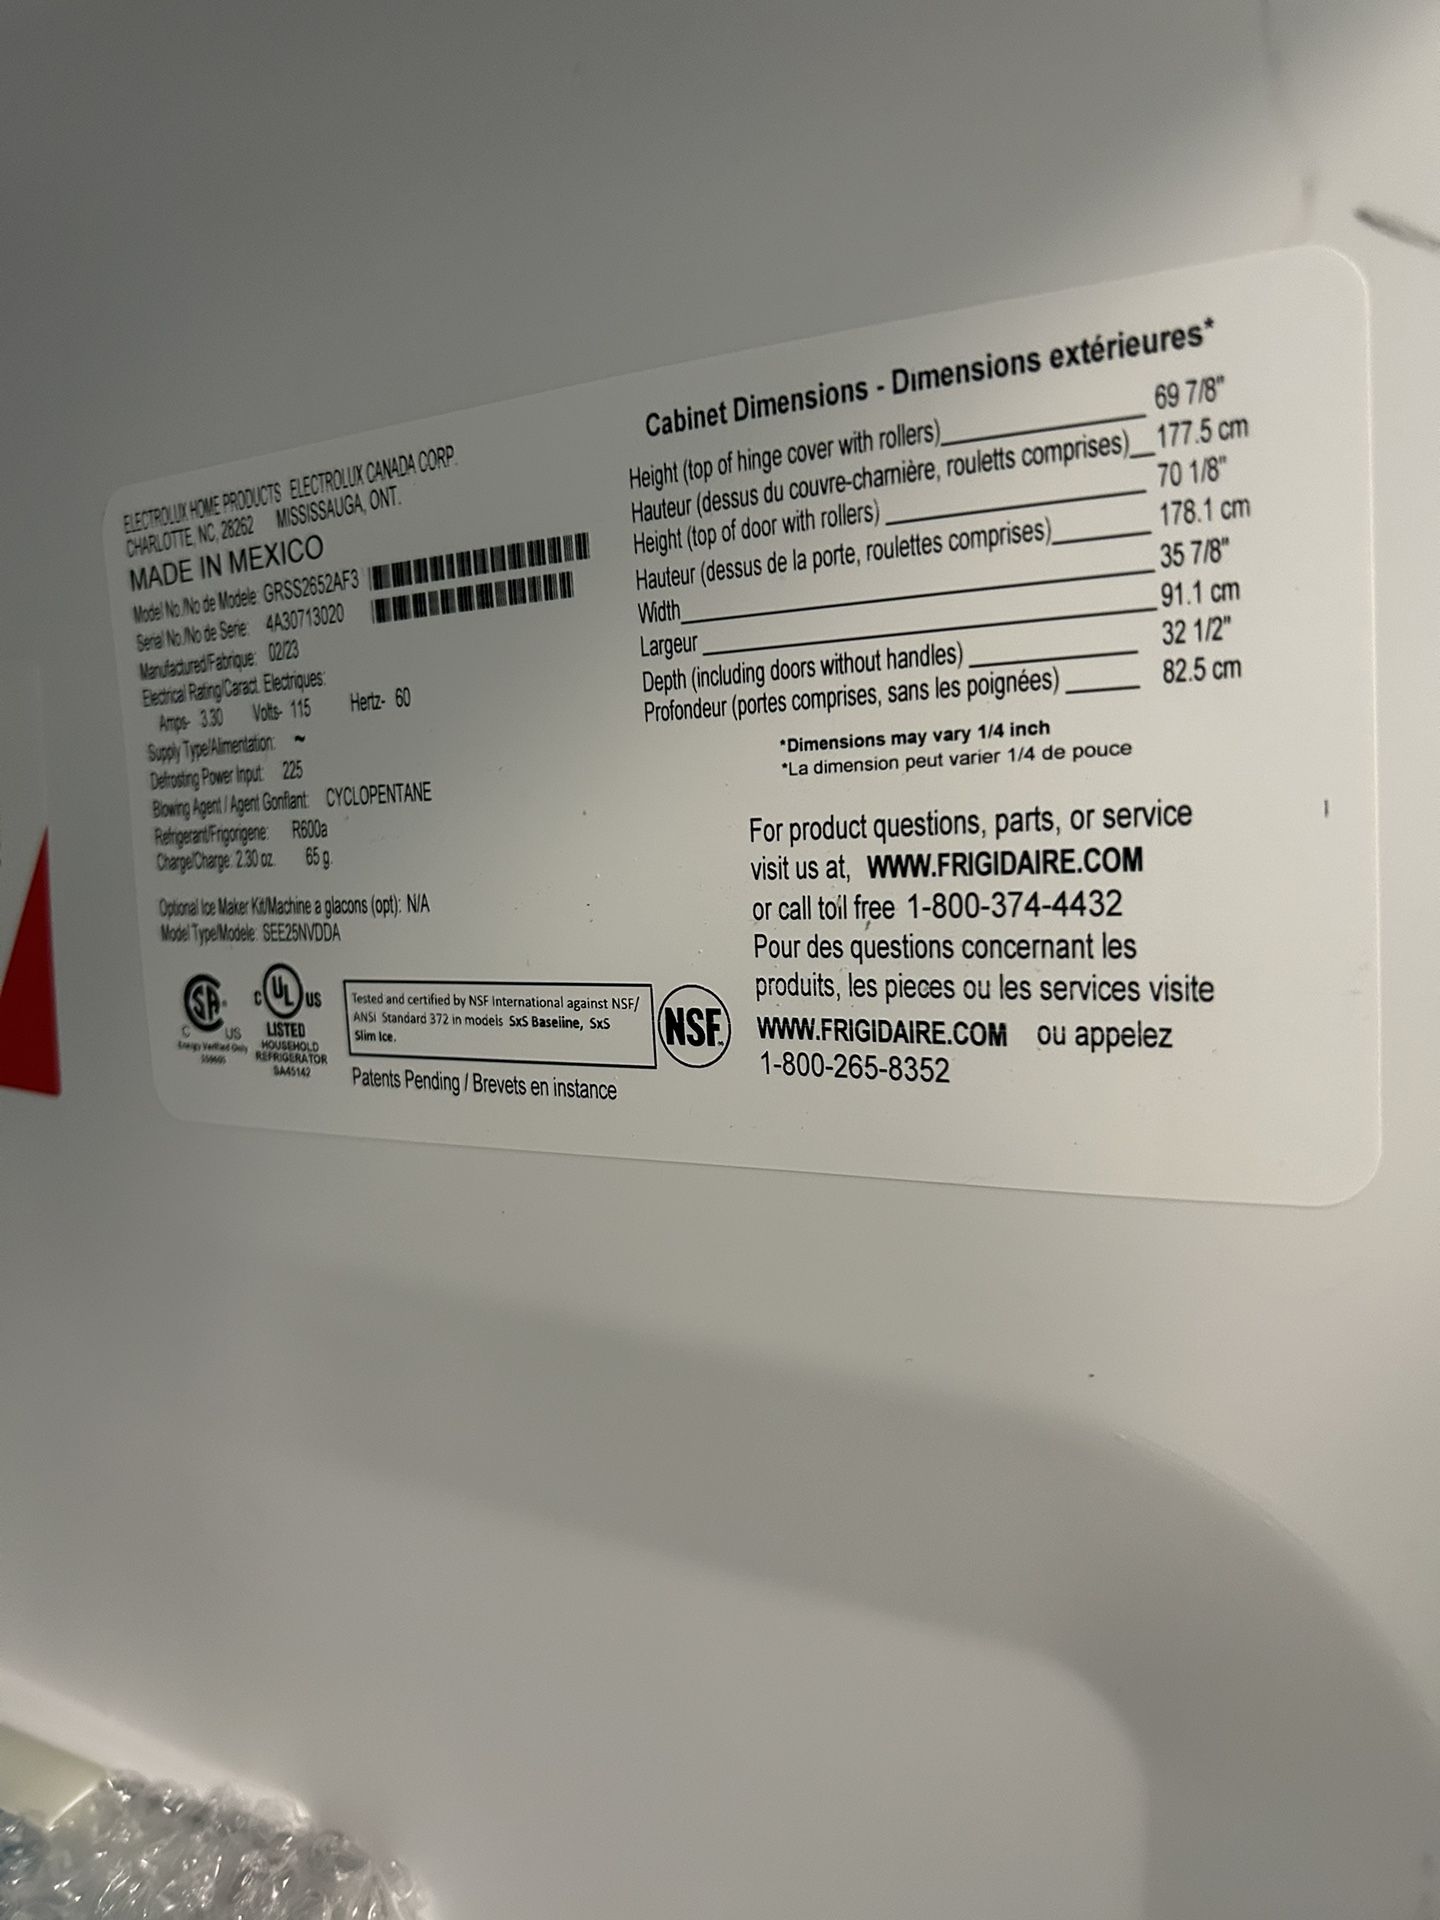 ELECTROLUX HOME PRODUCTS ELECTROLUX CANADA CORP.
CHARLOTTE, NC, 28262 MISSISSAUGA, ONT.
MADE IN MEXICO
Model No./No de Modele: GRSS2652AF3
Serial No./No de Serie: 4A30713020
Manufactured/Fabrique: 02/23
Electrical Rating/Caract. Electriques:
Amps- 3.30 Volts- 115 Hertz- 60
Supply Type/Alimentation: ~
Defrosting Power Input: 225
Blowing Agent / Agent Gonflant: CYCLOPENTANE
Refrigerant/Frigorigene: R600a
Charge/Charge: 2.30 oz. 65 g.
Optional Ice Maker Kit/Machine a glacons (opt): N/A
Model Type/Modele: SEE25NVDDA
SA
C US
Energy Verified Only
C UL US
LISTED
HOUSEHOLD
REFRIGERATOR
SA45142
Tested and certified by NSF International against NSF/
ANSI Standard 372 in models SxS Baseline, SxS
Slim Ice.
NSF
Patents Pending / Brevets en instance
Cabinet Dimensions - Dimensions extérieures*
Height (top of hinge cover with rollers) 69 7/8"
Hauteur (dessus du couvre-charnière, rouletts comprises) 177.5 cm
Height (top of door with rollers) 70 1/8"
Hauteur (dessus de la porte, roulettes comprises) 178.1 cm
Width 35 7/8"
Largeur 91.1 cm
Depth (including doors without handles) 32 1/2"
Profondeur (portes comprises, sans les poignées) 82.5 cm
*Dimensions may vary 1/4 inch
*La dimension peut varier 1/4 de pouce
For product questions, parts, or service
visit us at, WWW.FRIGIDAIRE.COM
or call toll free 1-800-374-4432
Pour des questions concernant les
produits, les pieces ou les services visite
WWW.FRIGIDAIRE.COM ou appelez
1-800-265-8352